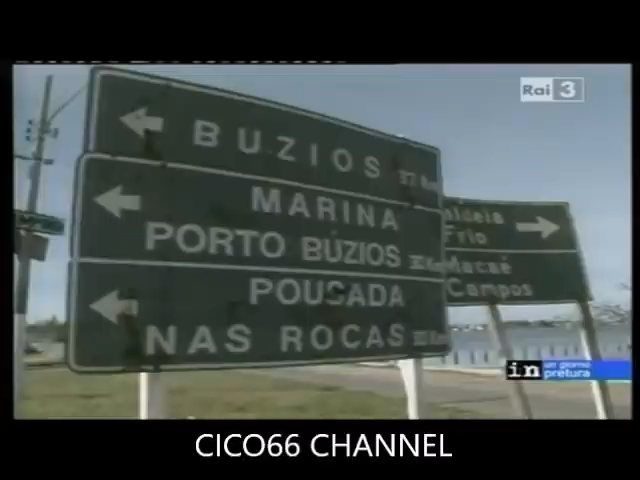 Rai 3
BUZIOS
MARINA
PORTO BÚZIOS
POUSADA
NAS ROCAS
Frio
Macaé
Campos
in un giorno
pretura
CICO66 CHANNEL